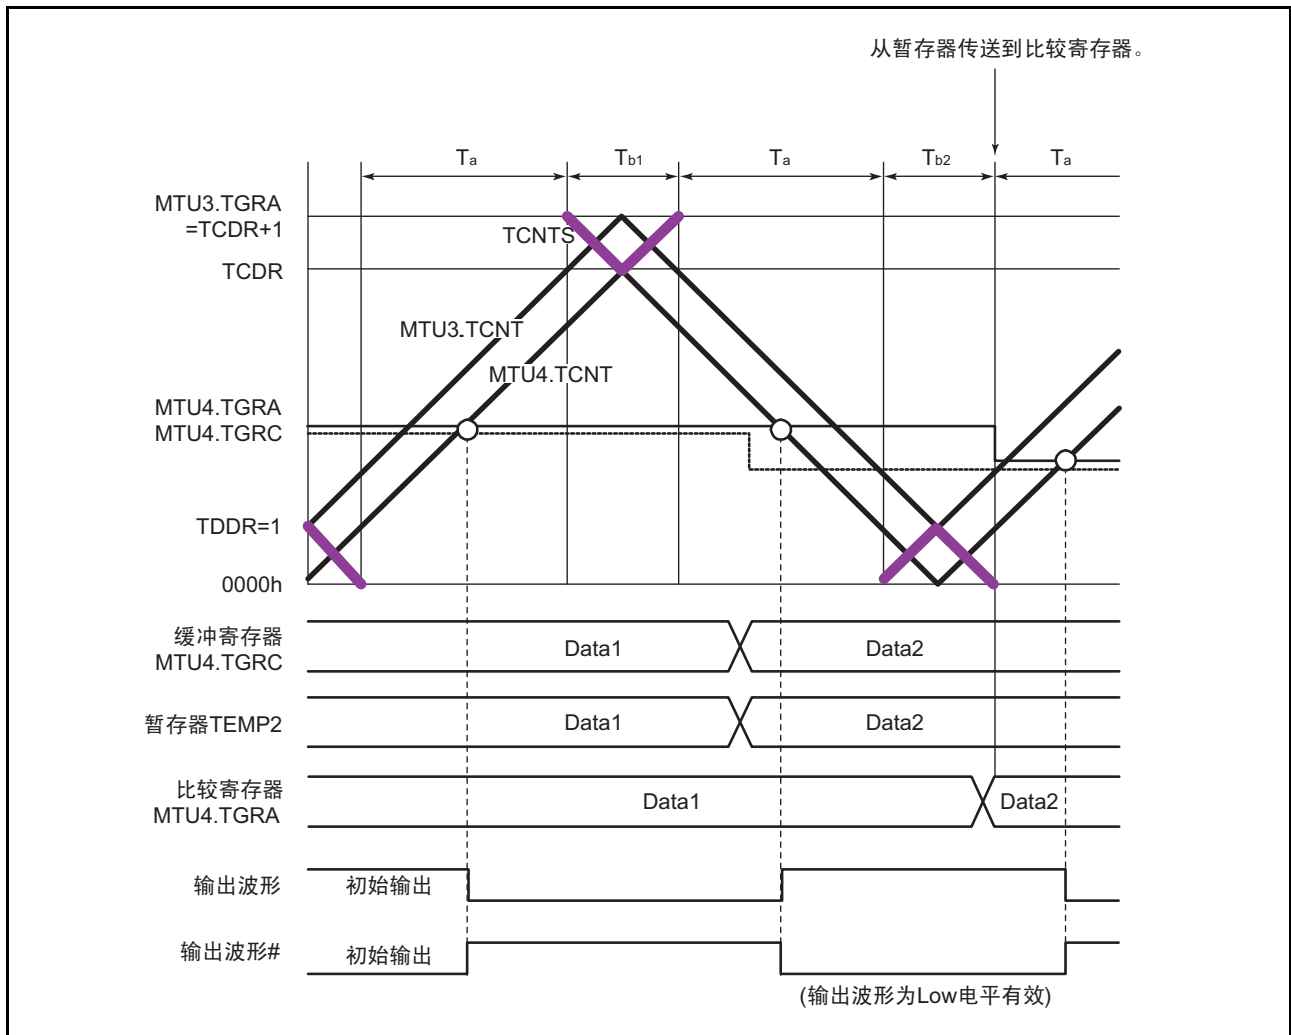 从暂存器传送到比较寄存器。
Ta Tb1 Ta Tb2 Ta
MTU3.TGRA
=TCDR+1
TCNTS
TCDR
MTU3.TCNT
MTU4.TCNT
MTU4.TGRA
MTU4.TGRC
TDDR=1
0000h
缓冲寄存器
MTU4.TGRC
Data1 Data2
暂存器TEMP2
Data1 Data2
比较寄存器
MTU4.TGRA
Data1 Data2
输出波形 初始输出
输出波形# 初始输出
(输出波形为Low电平有效)